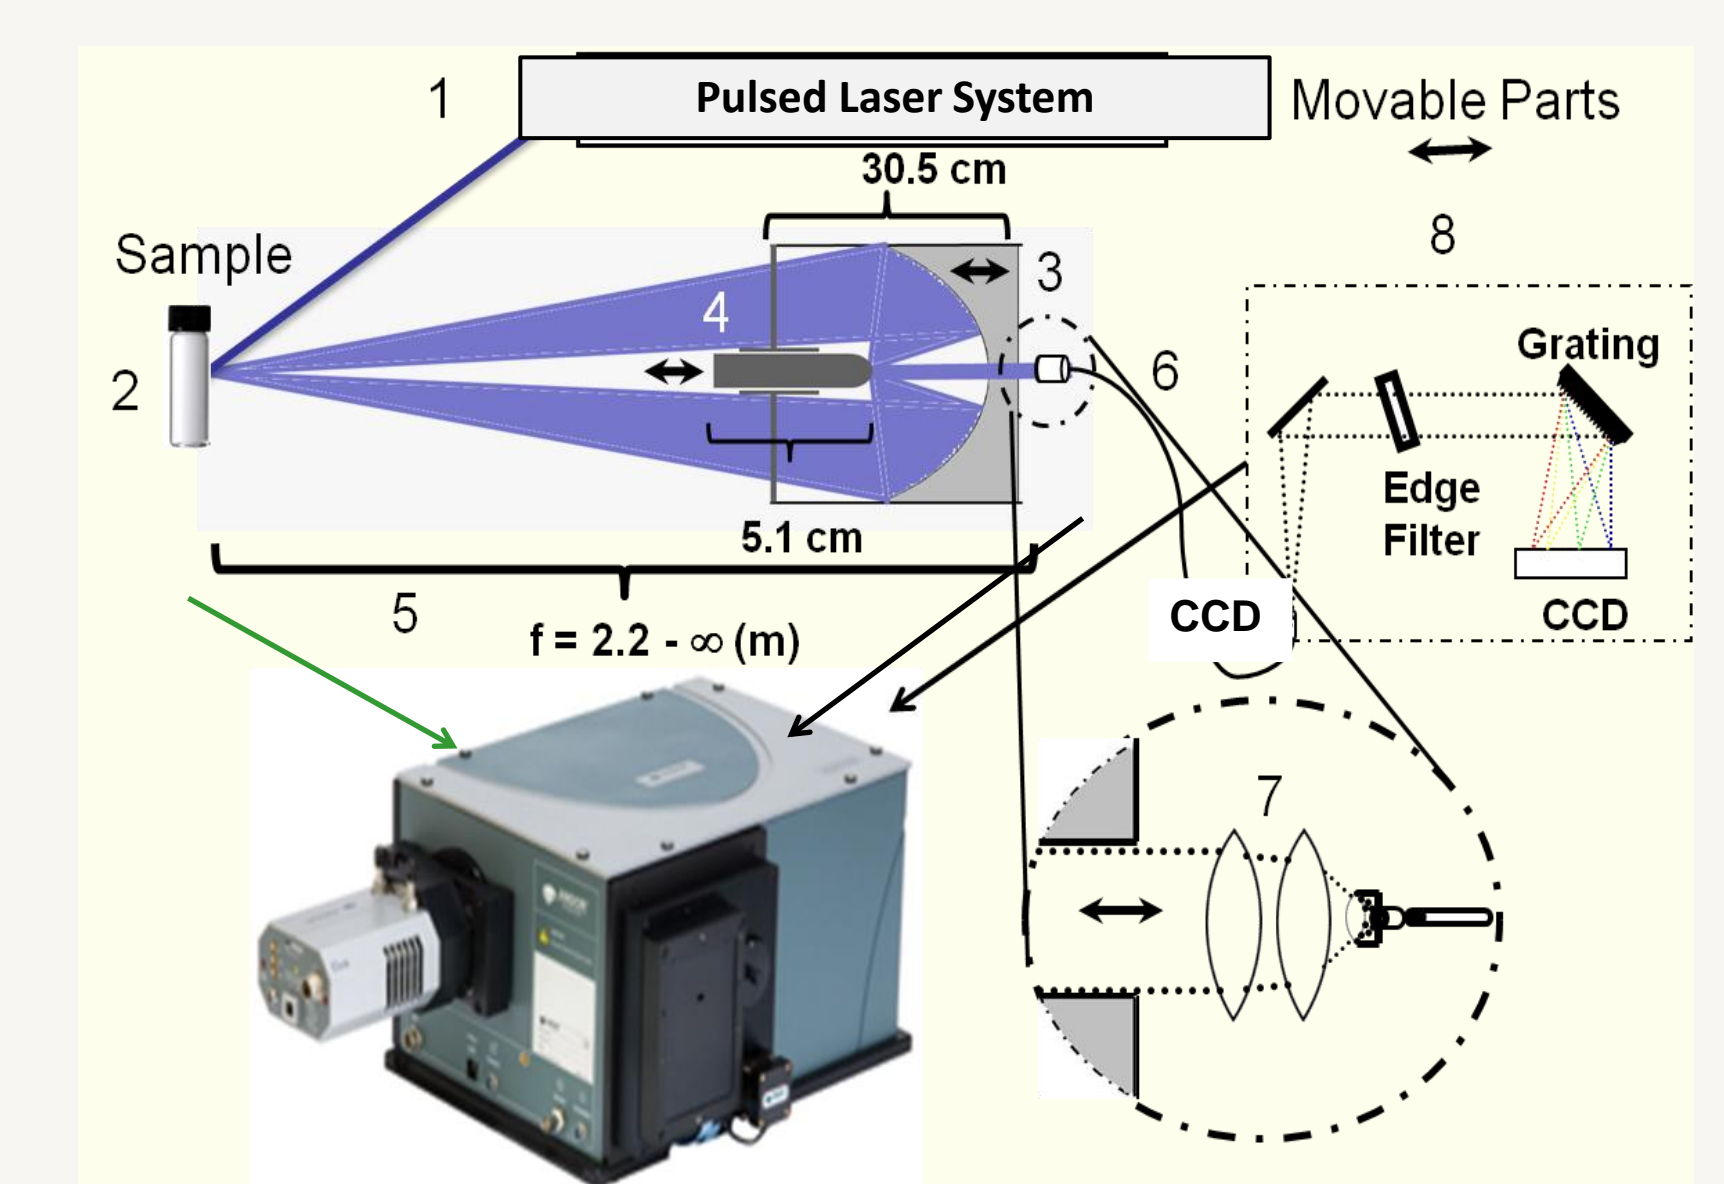 1
Pulsed Laser System
Movable Parts
30.5 cm
8
Sample
3
4
6
Grating
2
Edge
Filter
5.1 cm
CCD
CCD
5
f = 2.2 - ∞ (m)
7